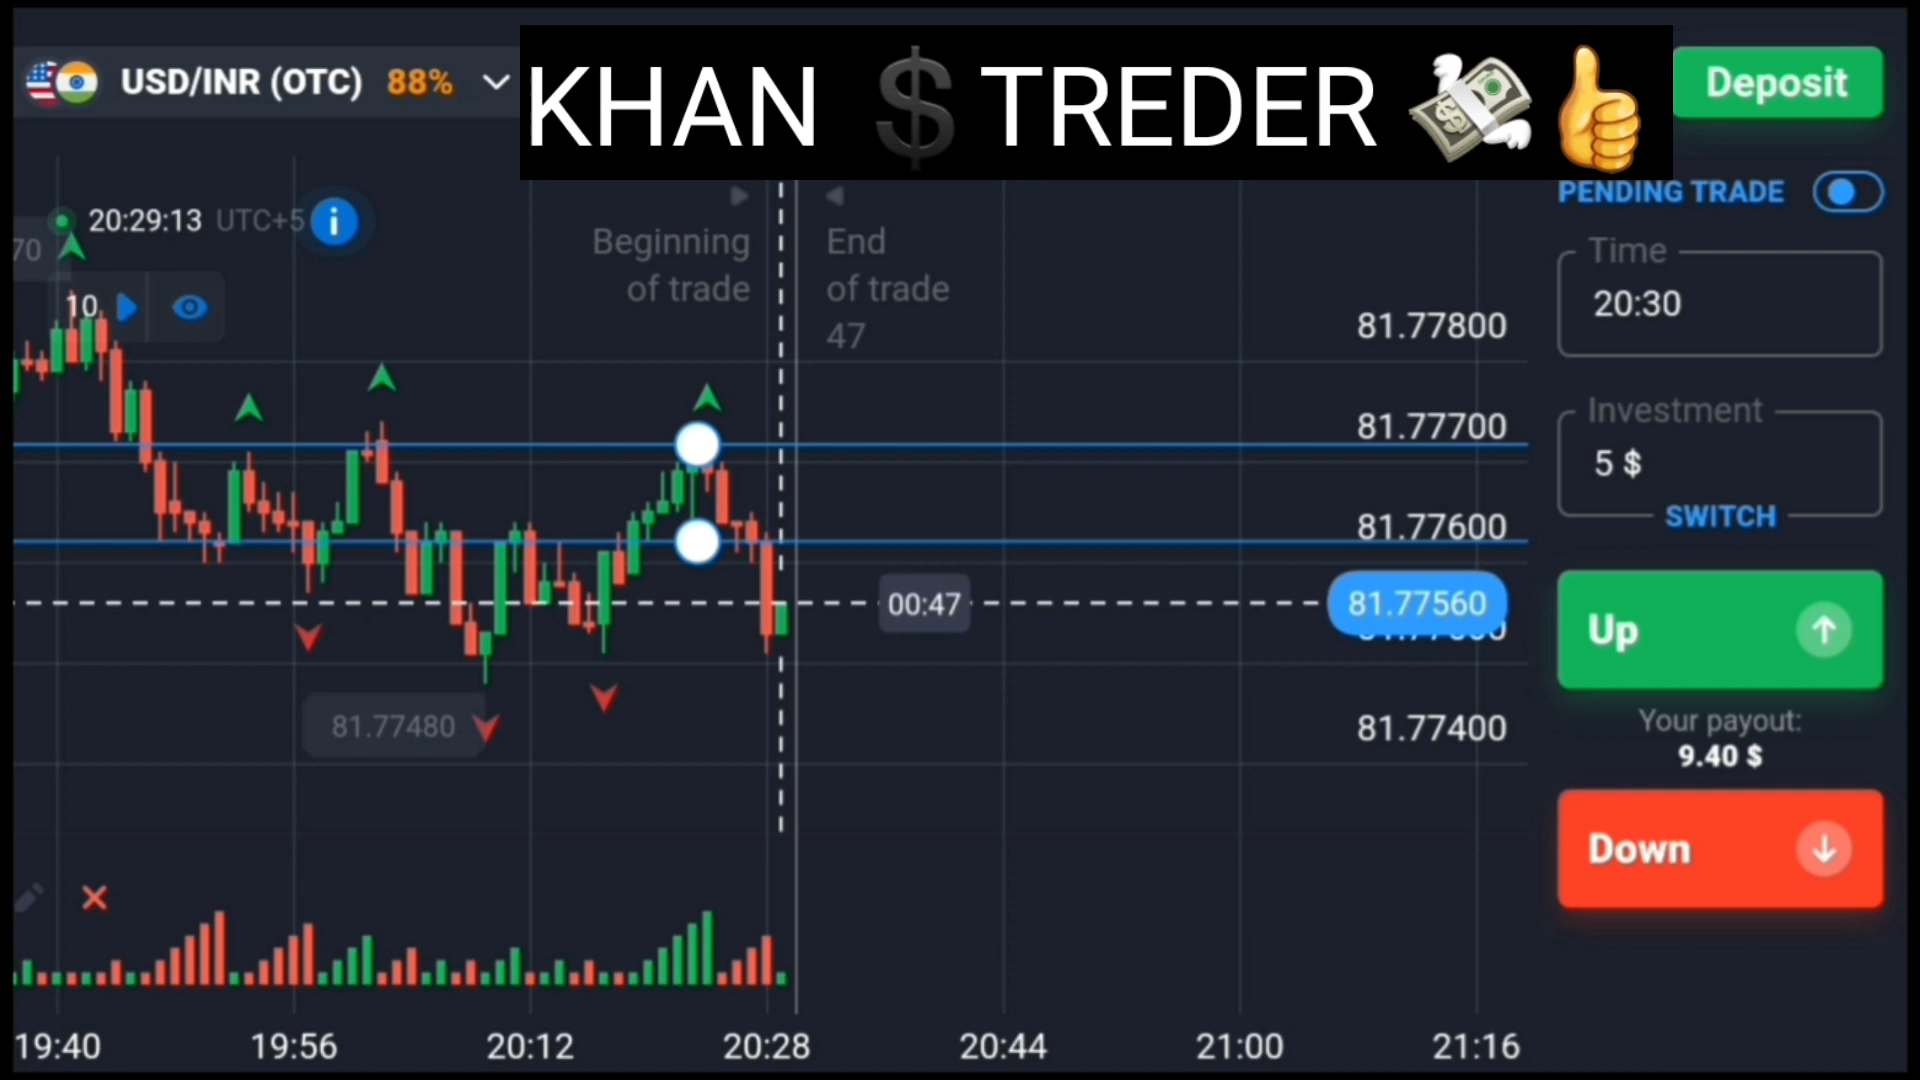 USD/INR (OTC) 88%
KHAN $ TREDER 💸👍
Deposit
20:29:13 UTC+5 i
70
10
Beginning
of trade
End
of trade
47
PENDING TRADE
Time
20:30
Investment
5 $
SWITCH
Up
Your payout:
9.40 $
Down
81.77800
81.77700
81.77600
81.77560
81.77400
00:47
81.77480
19:40 19:56 20:12 20:28 20:44 21:00 21:16